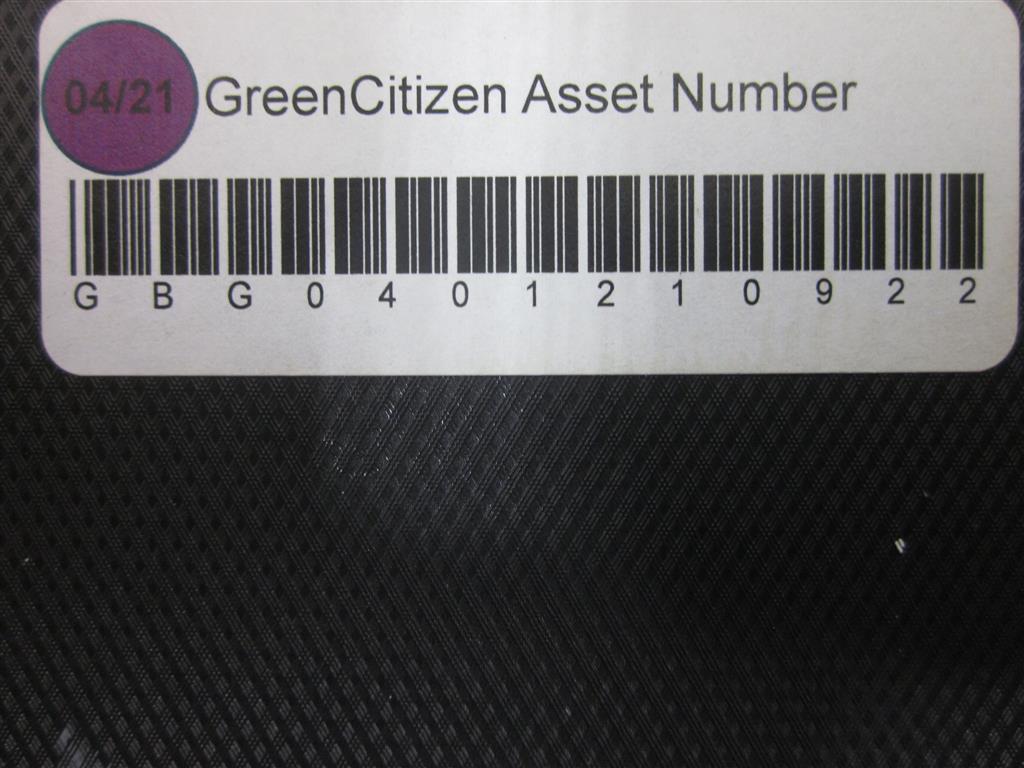 04/21 GreenCitizen Asset Number
G B G 0 4 0 1 2 1 0 9 2 2